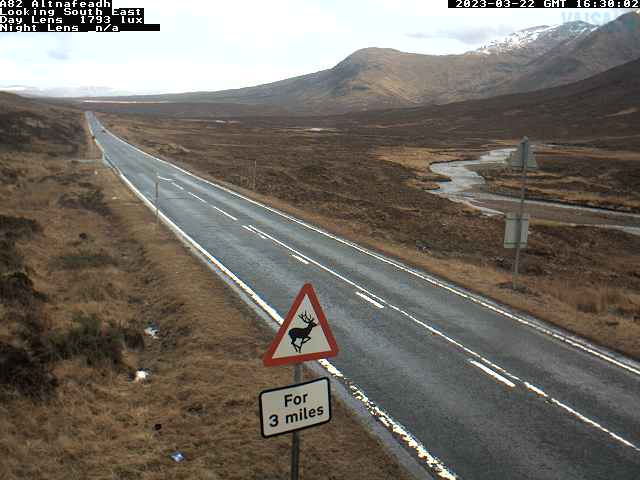 A82 Altnafeadh
Looking South East
Day Lens 1793 lux
Night Lens n/a
2023-03-22 GMT 16:30:02
VAISALA
For
3 miles